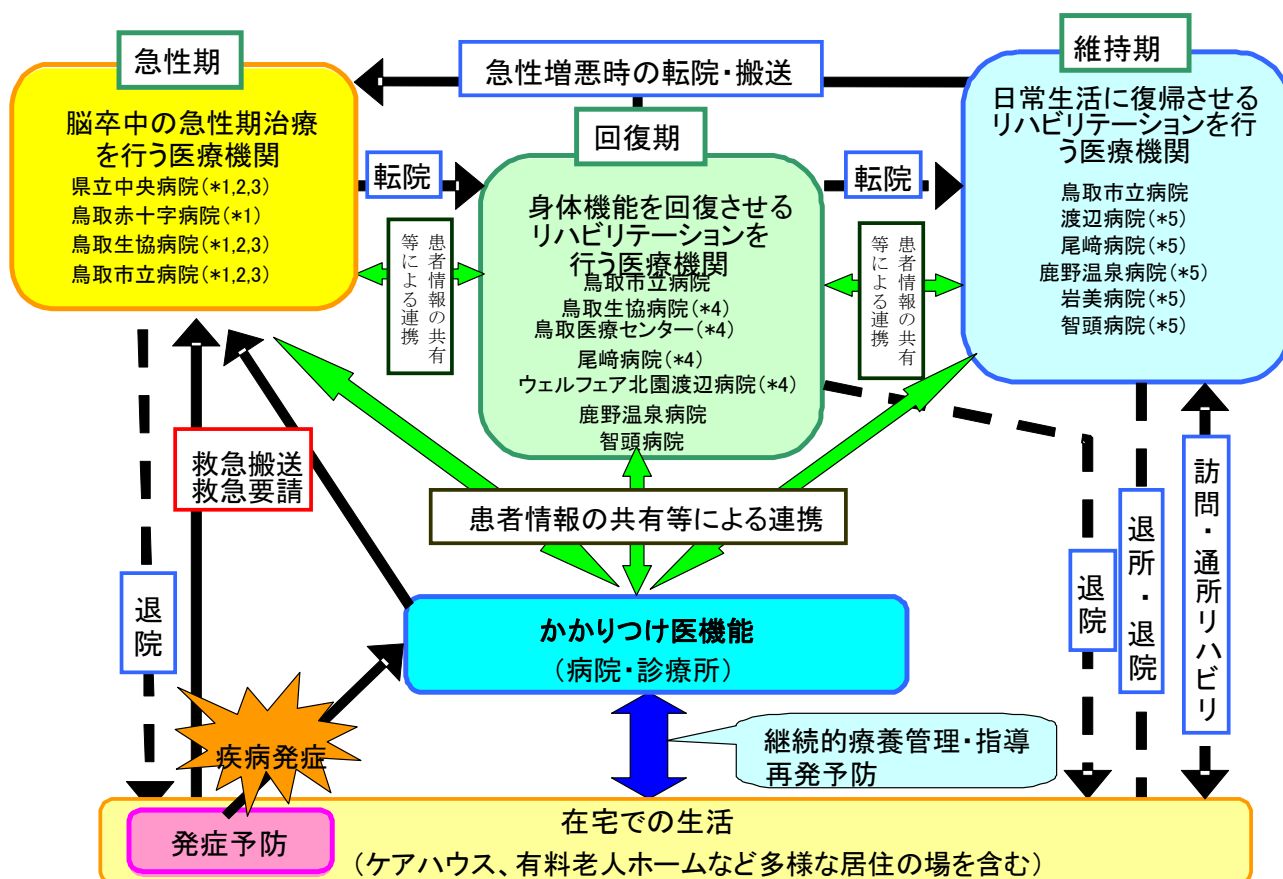 急性期
脳卒中の急性期治療
を行う医療機関
県立中央病院(*1,2,3)
鳥取赤十字病院(*1)
鳥取生協病院(*1,2,3)
鳥取市立病院(*1,2,3)
急性増悪時の転院・搬送
転院
患者情報の共有
等による連携
回復期
身体機能を回復させる
リハビリテーションを
行う医療機関
鳥取市立病院
鳥取生協病院(*4)
鳥取医療センター(*4)
尾﨑病院(*4)
ウェルフェア北園渡辺病院(*4)
鹿野温泉病院
智頭病院
転院
患者情報の共有
等による連携
維持期
日常生活に復帰させる
リハビリテーションを行
う医療機関
鳥取市立病院
渡辺病院(*5)
尾﨑病院(*5)
鹿野温泉病院(*5)
岩美病院(*5)
智頭病院(*5)
救急搬送
救急要請
患者情報の共有等による連携
退院
退院
退所・退院
訪問・通所リハビリ
かかりつけ医機能
(病院・診療所)
疾病発症
継続的療養管理・指導
再発予防
発症予防
在宅での生活
(ケアハウス、有料老人ホームなど多様な居住の場を含む)